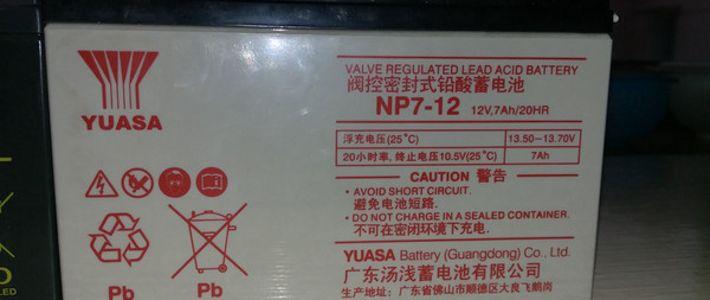 YUASA
VALVE REGULATED LEAD ACID BATTERY
阀控密封式铅酸蓄电池
NP7-12 12V,7Ah/20HR
浮充电压(25°C) 13.50-13.70V
20小时率, 终止电压10.5V(25°C) 7Ah
CAUTION 警告
• AVOID SHORT CIRCUIT.
避免电池短路.
• DO NOT CHARGE IN A SEALED CONTAINER.
不可在密闭环境下充电.
YUASA Battery (Guangdong) Co., Ltd.
广东汤浅蓄电池有限公司
生产地址: 广东省佛山市顺德区大良飞鹅岗
Pb
Pb